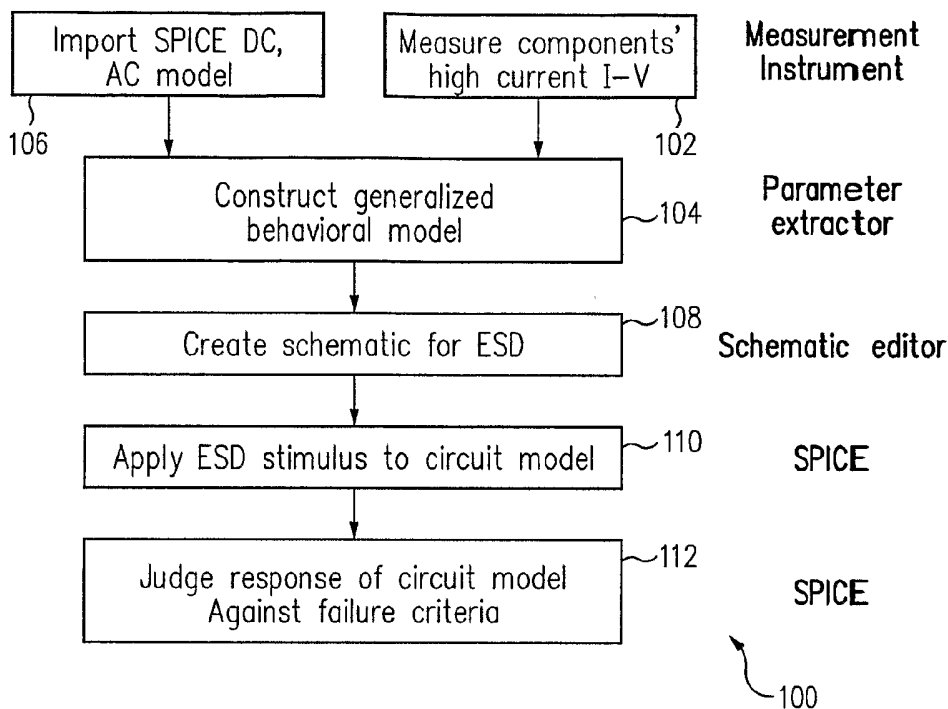 Import SPICE DC,
AC model
106
Measure components'
high current I-V
102
Measurement
Instrument
Construct generalized
behavioral model
104
Parameter
extractor
Create schematic for ESD
108
Schematic editor
Apply ESD stimulus to circuit model
110
SPICE
Judge response of circuit model
Against failure criteria
112
SPICE
100